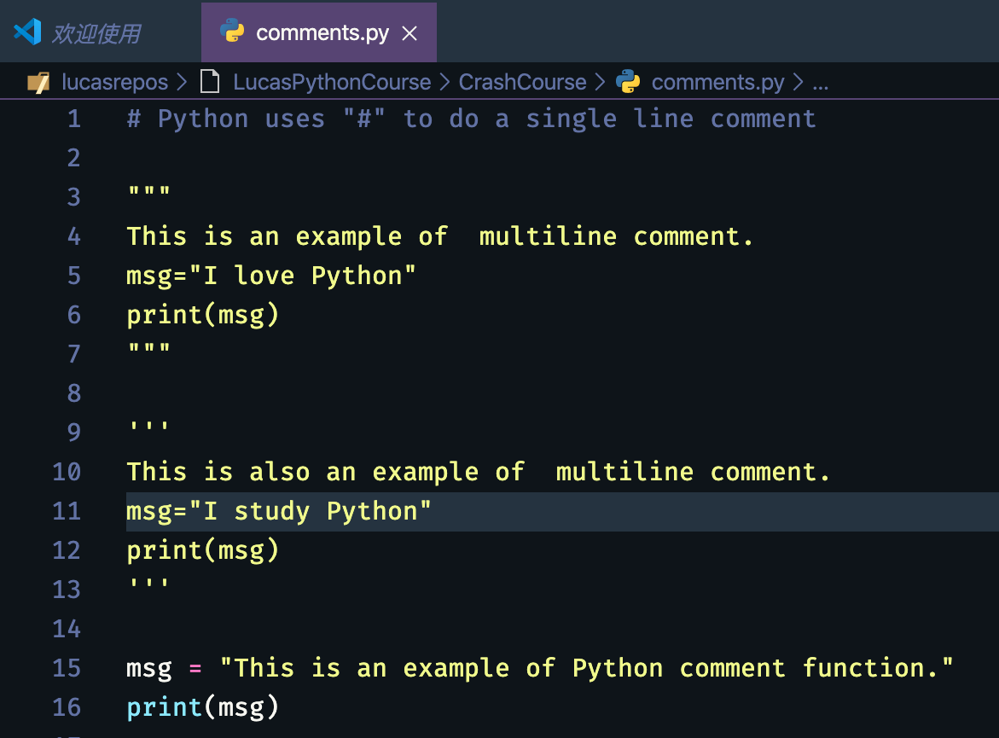 欢迎使用 comments.py ×
lucasrepos > LucasPythonCourse > CrashCourse > comments.py > ...
1 # Python uses "#" to do a single line comment
2
3 """
4 This is an example of  multiline comment.
5 msg="I love Python"
6 print(msg)
7 """
8
9 '''
10 This is also an example of  multiline comment.
11 msg="I study Python"
12 print(msg)
13 '''
14
15 msg = "This is an example of Python comment function."
16 print(msg)